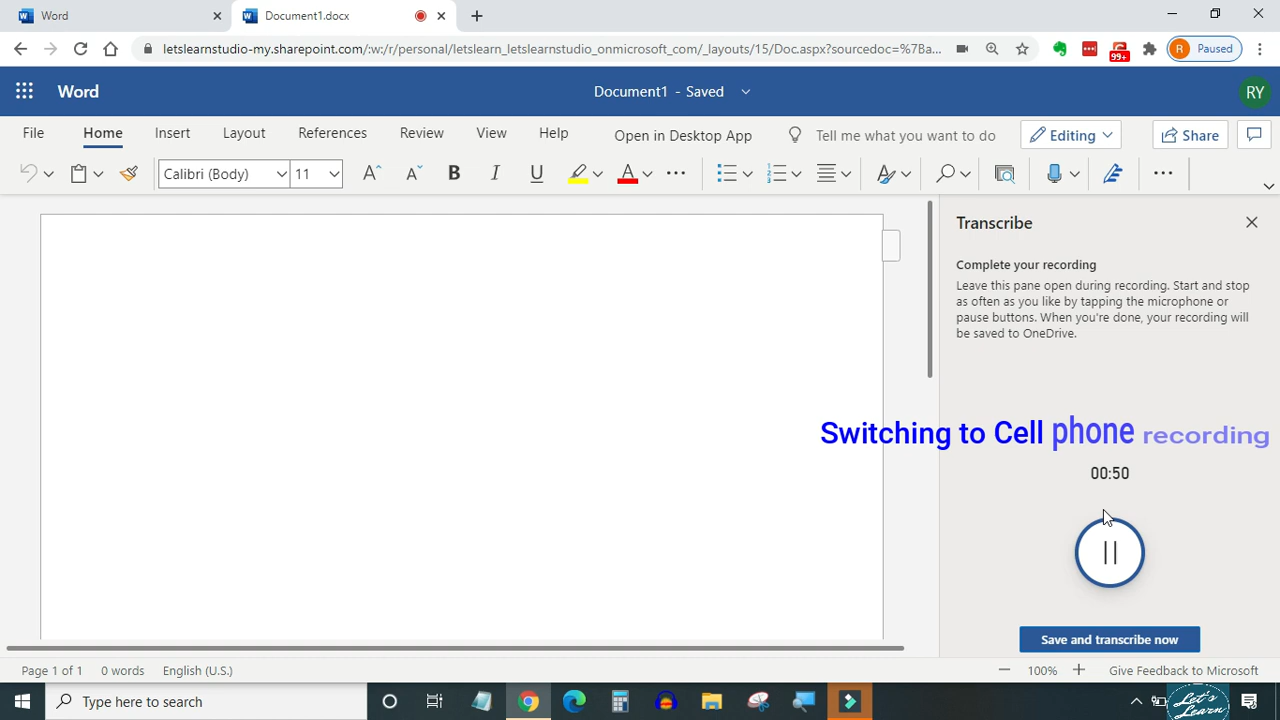 Word
Document1.docx
letslearnstudio-my.sharepoint.com/:w:/r/personal/letslearn_letslearnstudio_onmicrosoft_com/_layouts/15/Doc.aspx?sourcedoc=%7Ba...
99+
R Paused
Word
Document1 - Saved
RY
File Home Insert Layout References Review View Help Open in Desktop App Tell me what you want to do Editing Share
Calibri (Body) 11 B I U A
Transcribe
Complete your recording
Leave this pane open during recording. Start and stop
as often as you like by tapping the microphone or
pause buttons. When you're done, your recording will
be saved to OneDrive.
Switching to Cell phone recording
00:50
Save and transcribe now
Page 1 of 1 0 words English (U.S.) 100% Give Feedback to Microsoft
Type here to search
Let's
Learn